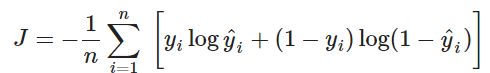 $J = -\frac{1}{n} \sum_{i=1}^{n} \left[ y_i \log \hat{y}_i + (1 - y_i) \log(1 - \hat{y}_i) \right]$